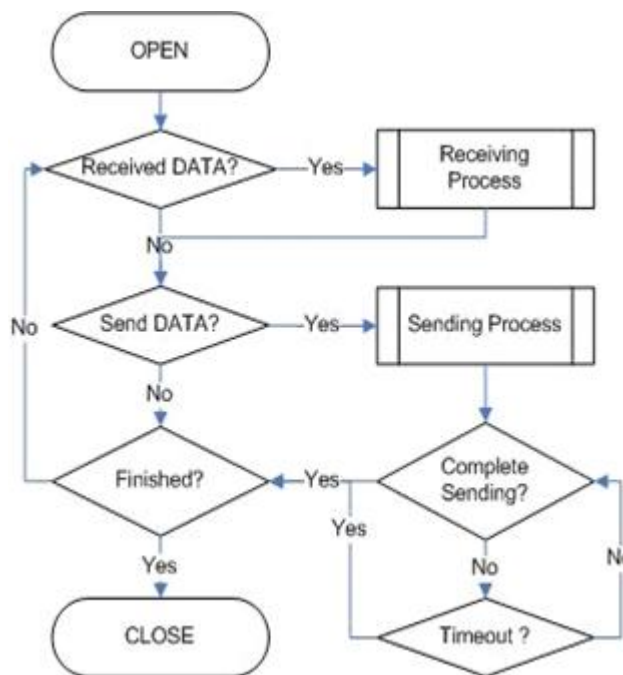 OPEN
Received DATA?
Yes
Receiving
Process
No
Send DATA?
Yes
Sending Process
No
No
Finished?
Yes
Complete
Sending?
Yes
No
Yes
No
CLOSE
Timeout ?